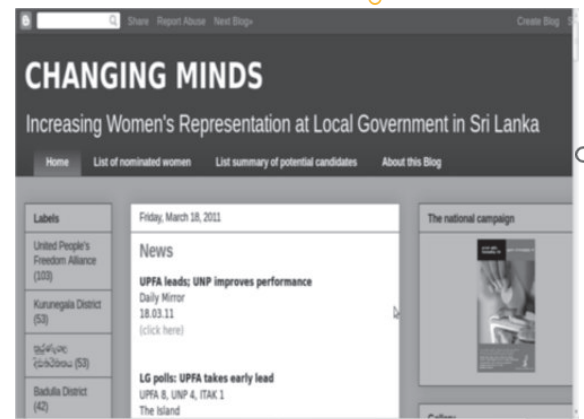 Share Report Abuse Next Blog»
Create Blog
CHANGING MINDS
Increasing Women's Representation at Local Government in Sri Lanka
Home List of nominated women List summary of potential candidates About this Blog
Labels
United People's
Freedom Alliance
(103)
Kurunegala District
(53)
(53)
Badulla District
(42)
Friday, March 18, 2011
News
UPFA leads; UNP improves performance
Daily Mirror
18.03.11
(click here)
LG polls: UPFA takes early lead
UPFA 8, UNP 4, ITAK 1
The Island
The national campaign